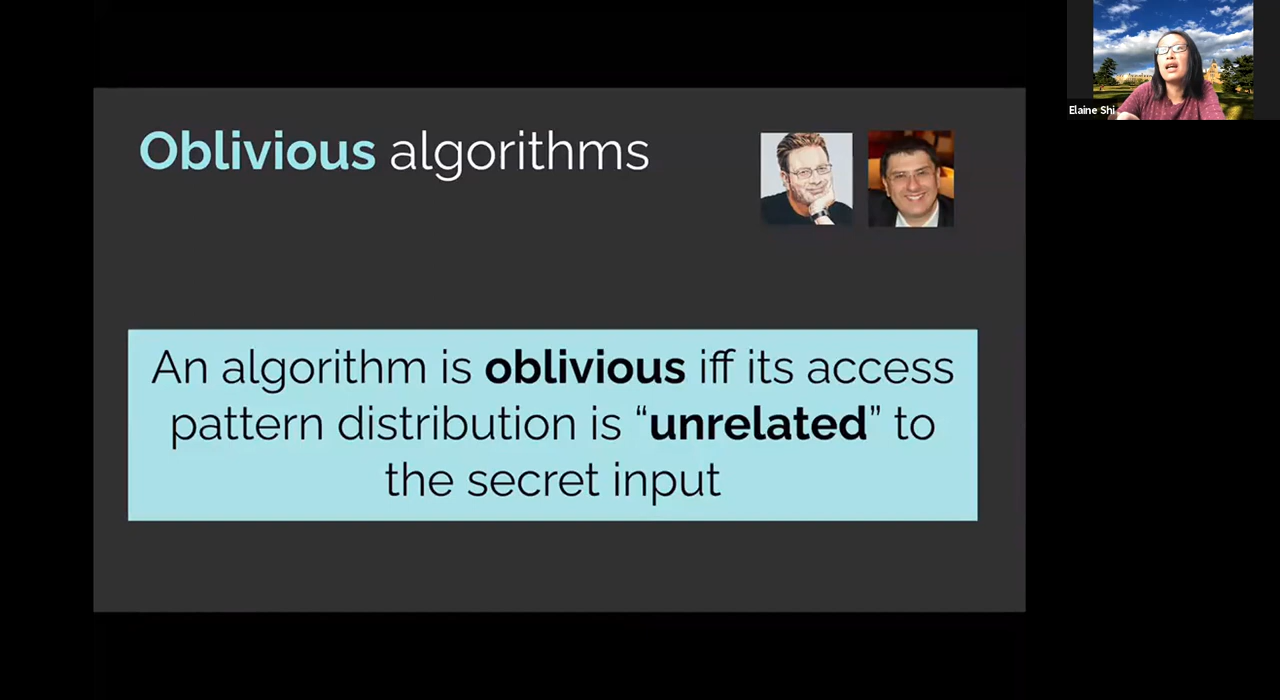 Elaine Shi
Oblivious algorithms
An algorithm is oblivious iff its access
pattern distribution is “unrelated” to
the secret input